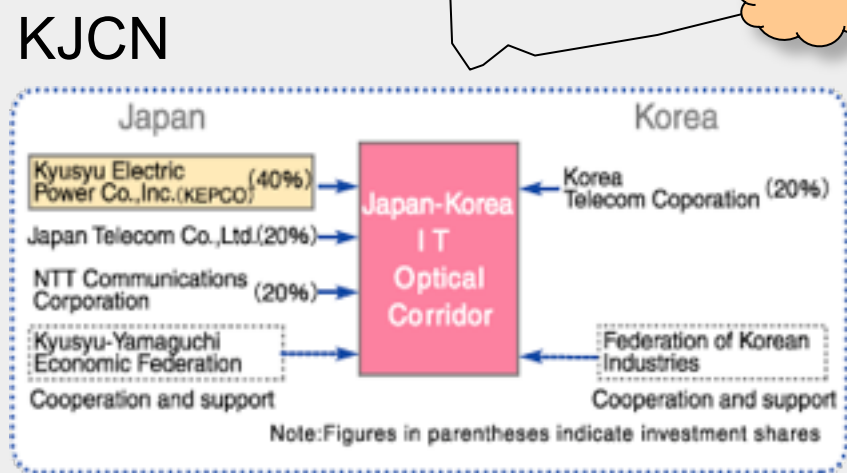 KJCN
Japan
Korea
Kyusyu Electric
Power Co.,Inc.(KEPCO) (40%)
Japan Telecom Co.,Ltd.(20%)
NTT Communications
Corporation (20%)
Kyusyu-Yamaguchi
Economic Federation
Cooperation and support
Japan-Korea
I T
Optical
Corridor
Korea
Telecom Coporation (20%)
Federation of Korean
Industries
Cooperation and support
Note:Figures in parentheses indicate investment shares